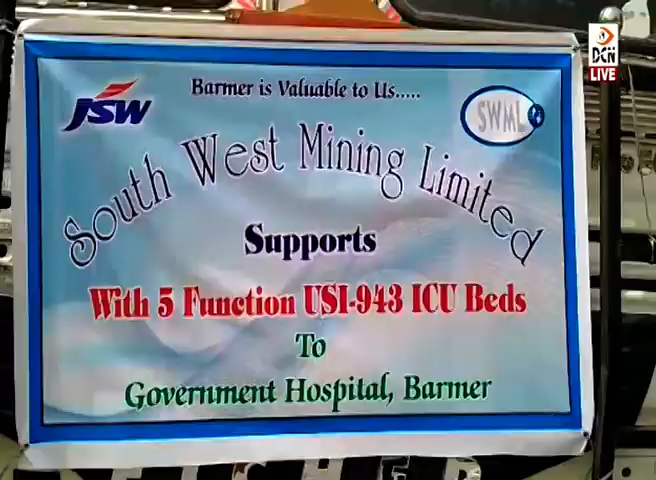 DCN
LIVE
JSW
Barmer is Valuable to Us.....
SWML
South West Mining Limited
Supports
With 5 Function USI-943 ICU Beds
To
Government Hospital, Barmer
EICHER